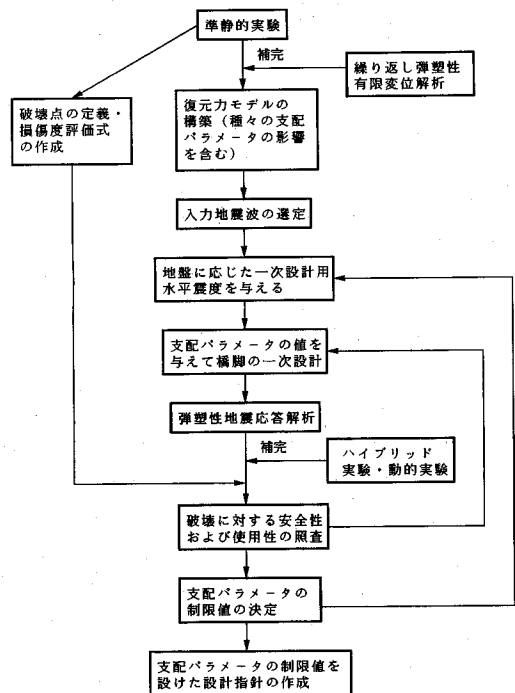 準静的実験
補完
繰り返し弾塑性
有限変位解析
破壊点の定義・
損傷度評価式
の作成
復元力モデルの
構築（種々の支配
パラメータの影響
を含む）
入力地震波の選定
地盤に応じた一次設計用
水平震度を与える
支配パラメータの値を
与えて橋脚の一次設計
弾塑性地震応答解析
補完
ハイブリッド
実験・動的実験
破壊に対する安全性
および使用性の照査
支配パラメータの
制限値の決定
支配パラメータの制限値を
設けた設計指針の作成